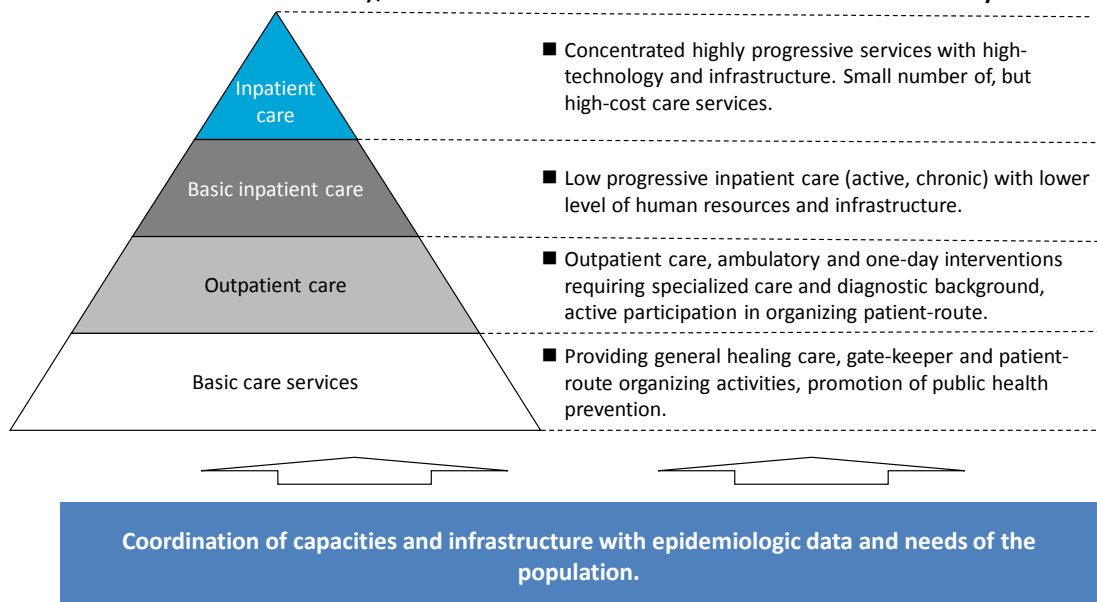 Inpatient
care
■ Concentrated highly progressive services with high-
technology and infrastructure. Small number of, but
high-cost care services.
Basic inpatient care
■ Low progressive inpatient care (active, chronic) with lower
level of human resources and infrastructure.
Outpatient care
■ Outpatient care, ambulatory and one-day interventions
requiring specialized care and diagnostic background,
active participation in organizing patient-route.
Basic care services
■ Providing general healing care, gate-keeper and patient-
route organizing activities, promotion of public health
prevention.
Coordination of capacities and infrastructure with epidemiologic data and needs of the
population.